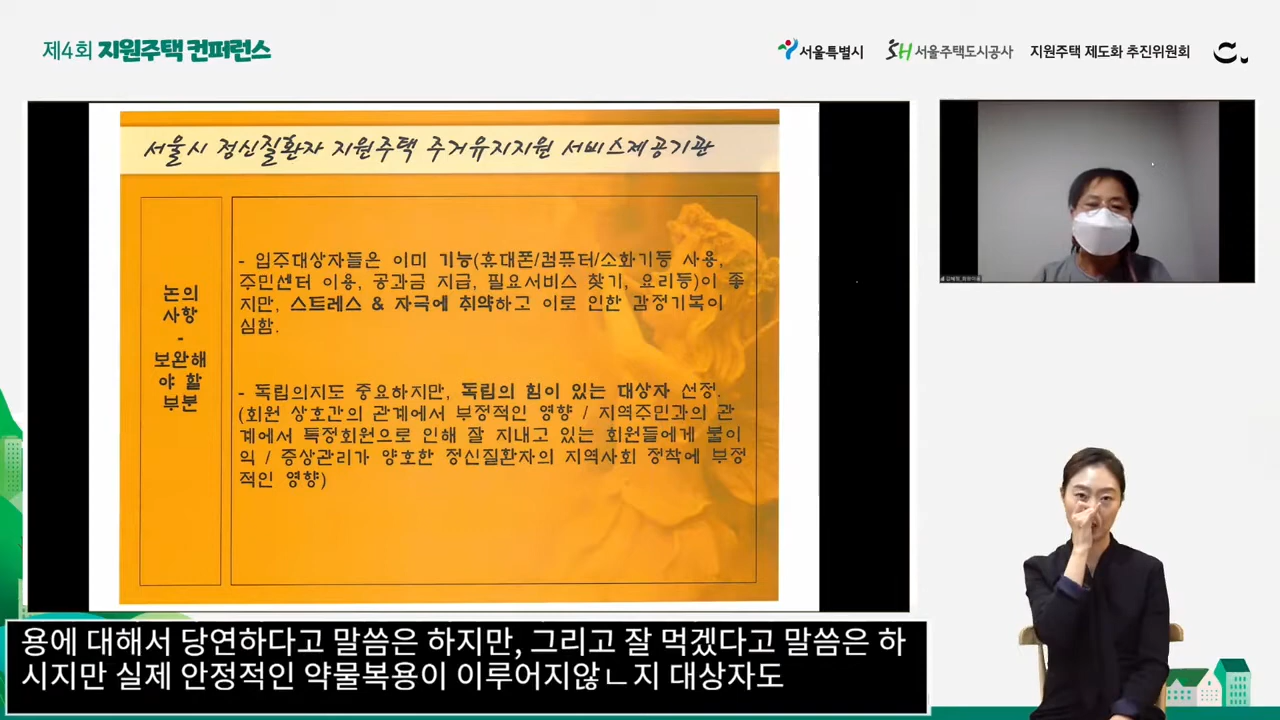 제4회 지원주택 컨퍼런스
서울특별시
SH 서울주택도시공사
지원주택 제도화 추진위원회
서울시 정신질환자 지원주택 주거유지지원 서비스제공기관
논의
사항
-
보완해
야 할
부분
- 입주대상자들은 이미 기능(휴대폰/컴퓨터/소화기등 사용,
주민센터 이용, 공과금 지급, 필요서비스 찾기, 요리등)이 좋
지만, 스트레스 & 자극에 취약하고 이로 인한 감정기복이
심함.
- 독립의지도 중요하지만, 독립의 힘이 있는 대상자 선정.
(회원 상호간의 관계에서 부정적인 영향 / 지역주민과의 관
계에서 특정회원으로 인해 잘 지내고 있는 회원들에게 불이
익 / 증상관리가 양호한 정신질환자의 지역사회 정착에 부정
적인 영향)
용에 대해서 당연하다고 말씀은 하지만, 그리고 잘 먹겠다고 말씀은 하
시지만 실제 안정적인 약물복용이 이루어지않ㄴ지 대상자도